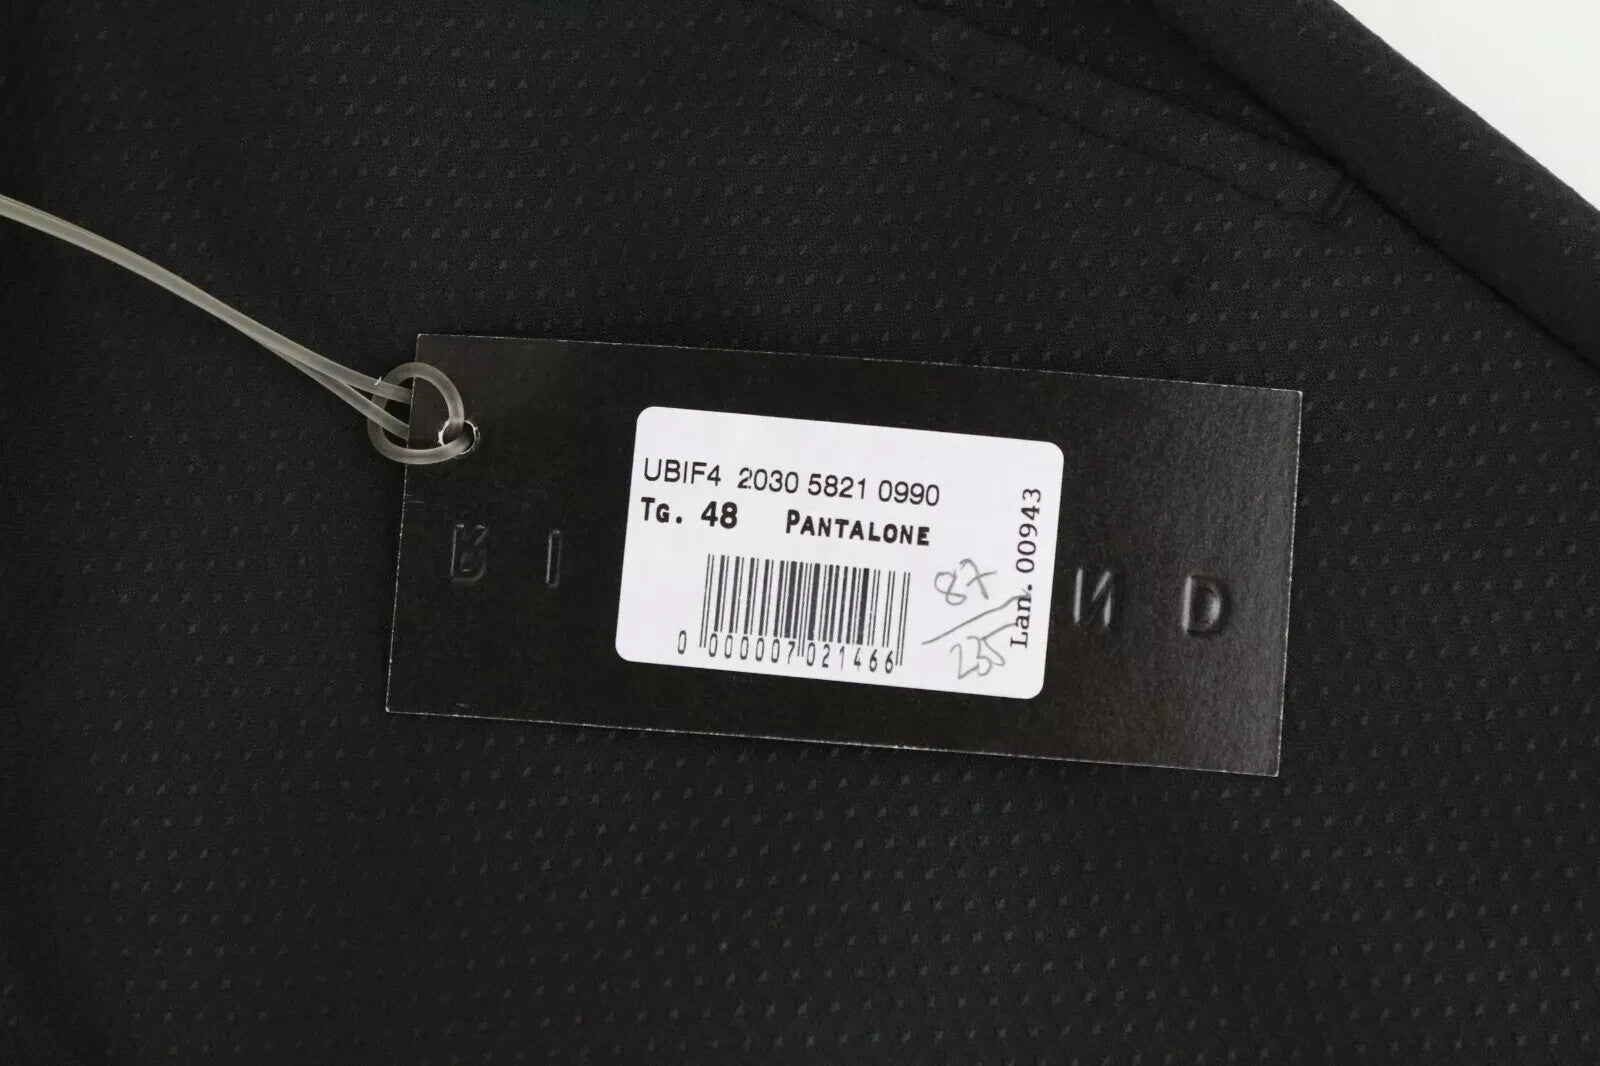 UBIF4 2030 5821 0990
TG. 48 PANTALONE
0 000007 021466
87
235
Lan. 00943